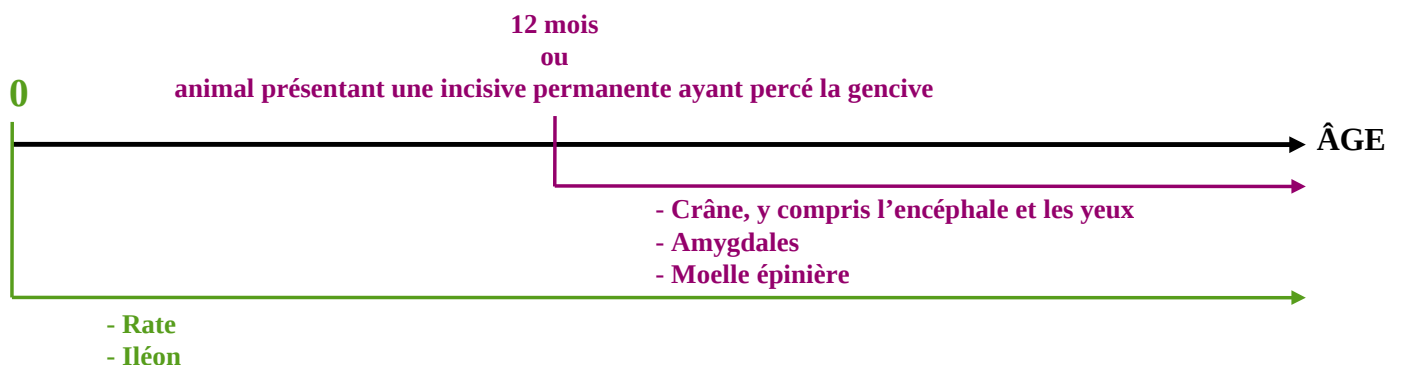 12 mois
ou
animal présentant une incisive permanente ayant percé la gencive
0
ÂGE
- Crâne, y compris l’encéphale et les yeux
- Amygdales
- Moelle épinière
- Rate
- Iléon